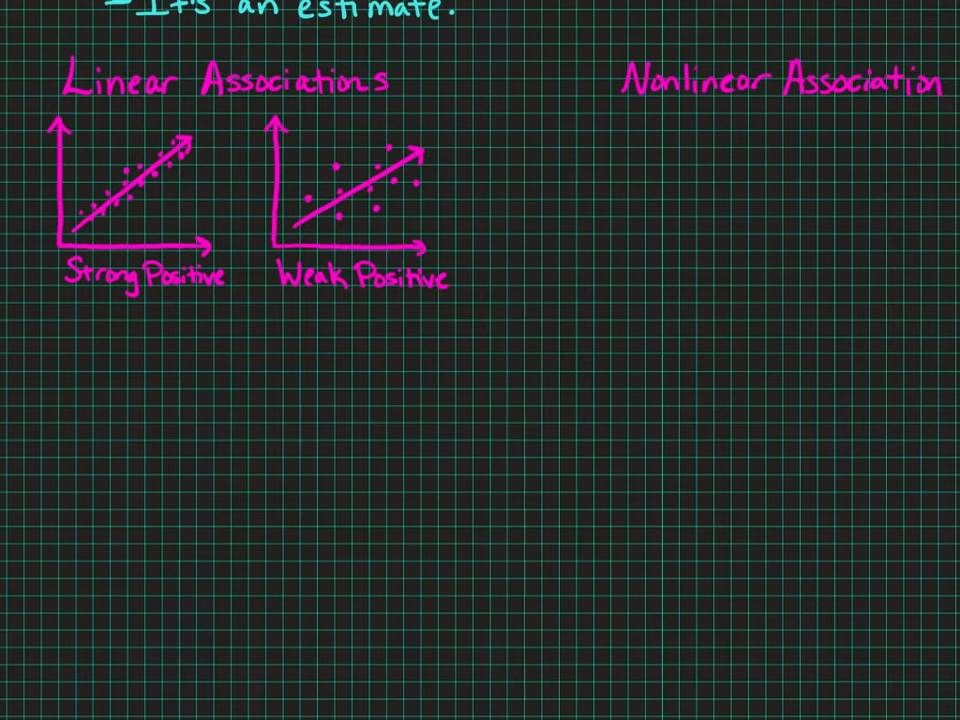 - It's an estimate.
Linear Associations
Nonlinear Association
Strong Positive
Weak Positive